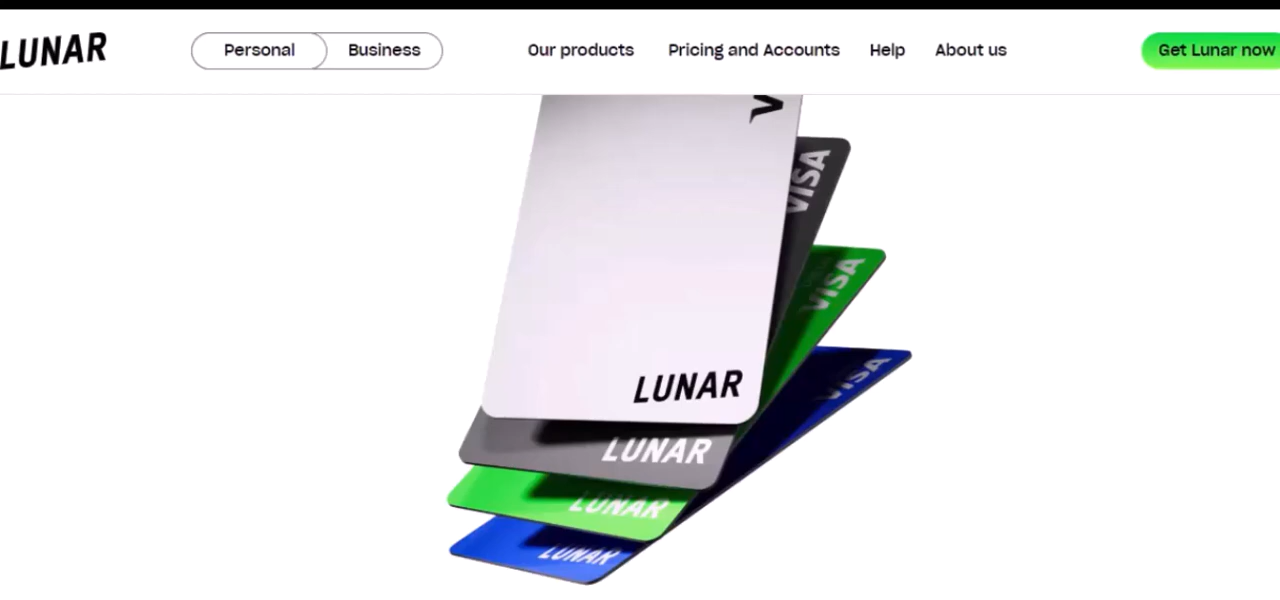 LUNAR
Personal
Business
Our products
Pricing and Accounts
Help
About us
Get Lunar now
VISA
VISA
VISA
LUNAR
LUNAR
LUNAR
LUNAR